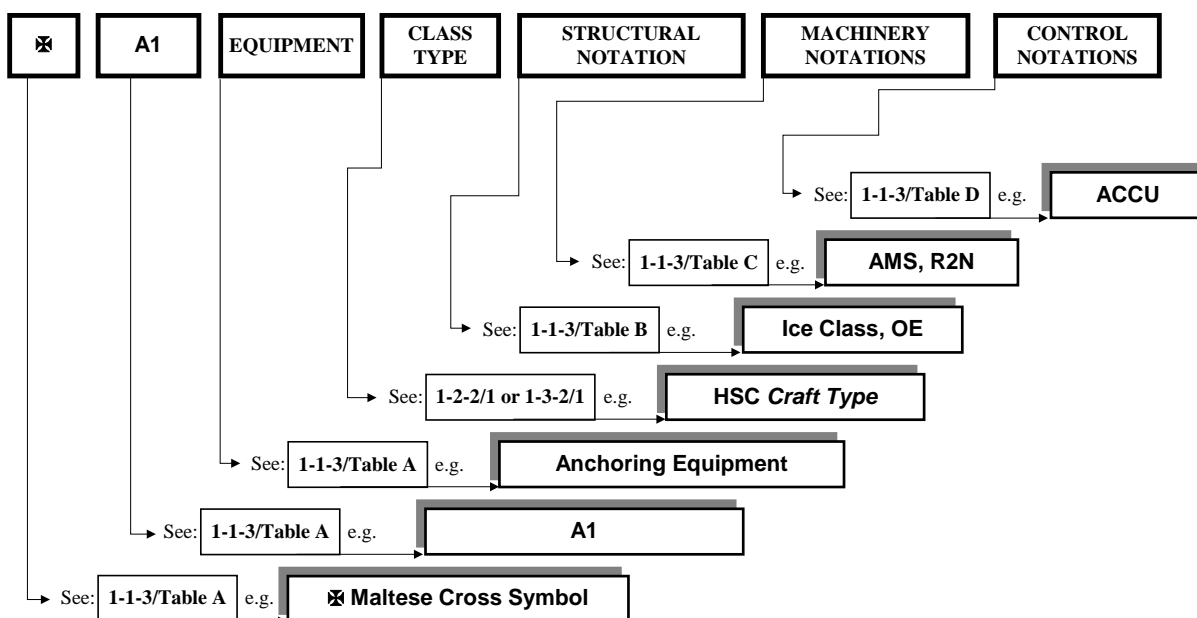 ✠ A1 EQUIPMENT CLASS TYPE STRUCTURAL NOTATION MACHINERY NOTATIONS CONTROL NOTATIONS
See: 1-1-3/Table D e.g. ACCU
See: 1-1-3/Table C e.g. AMS, R2N
See: 1-1-3/Table B e.g. Ice Class, OE
See: 1-2-2/1 or 1-3-2/1 e.g. HSC Craft Type
See: 1-1-3/Table A e.g. Anchoring Equipment
See: 1-1-3/Table A e.g. A1
See: 1-1-3/Table A e.g. ✠ Maltese Cross Symbol